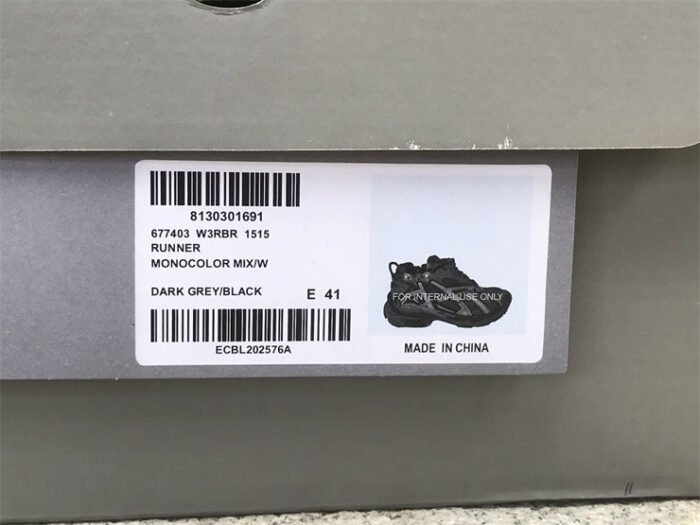 8130301691
677403 W3RBR 1515
RUNNER
MONOCOLOR MIX/W
DARK GREY/BLACK E 41
ECBL202576A
FOR INTERNAL USE ONLY
MADE IN CHINA